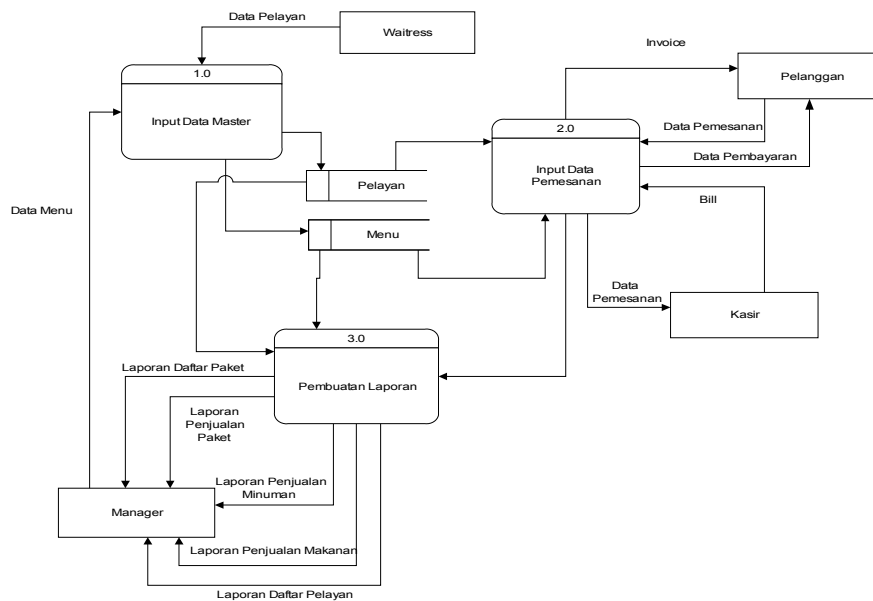 Data Pelayan
Waitress
1.0
Input Data Master
Invoice
Pelanggan
2.0
Input Data
Pemesanan
Data Pemesanan
Data Pembayaran
Pelayan
Bill
Data Menu
Menu
Data
Pemesanan
Kasir
3.0
Pembuatan Laporan
Laporan Daftar Paket
Laporan
Penjualan
Paket
Laporan Penjualan
Minuman
Manager
Laporan Penjualan Makanan
Laporan Daftar Pelayan